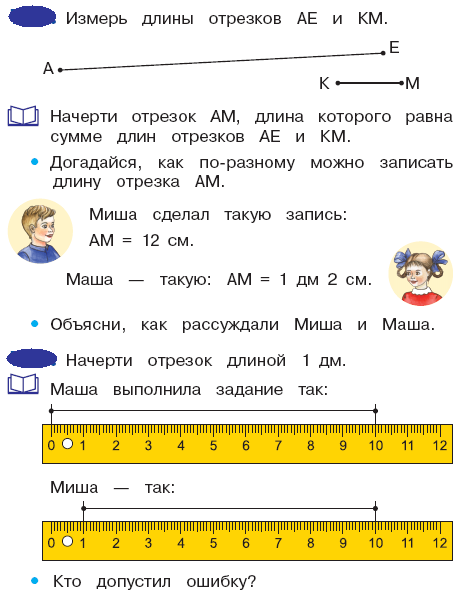 Измерь длины отрезков АЕ и КМ.
А
Е
К
М
Начерти отрезок АМ, длина которого равна
сумме длин отрезков АЕ и КМ.
• Догадайся, как по-разному можно записать
длину отрезка АМ.
Миша сделал такую запись:
АМ = 12 см.
Маша — такую: АМ = 1 дм 2 см.
• Объясни, как рассуждали Миша и Маша.
Начерти отрезок длиной 1 дм.
Маша выполнила задание так:
0 1 2 3 4 5 6 7 8 9 10 11 12
Миша — так:
0 1 2 3 4 5 6 7 8 9 10 11 12
• Кто допустил ошибку?